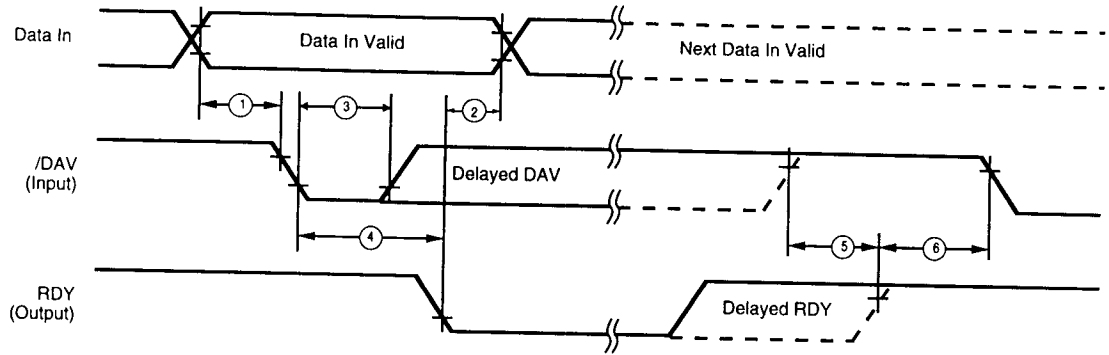 Data In
Data In Valid
Next Data In Valid
1
3
2
/DAV
(Input)
Delayed DAV
4
5
6
RDY
(Output)
Delayed RDY